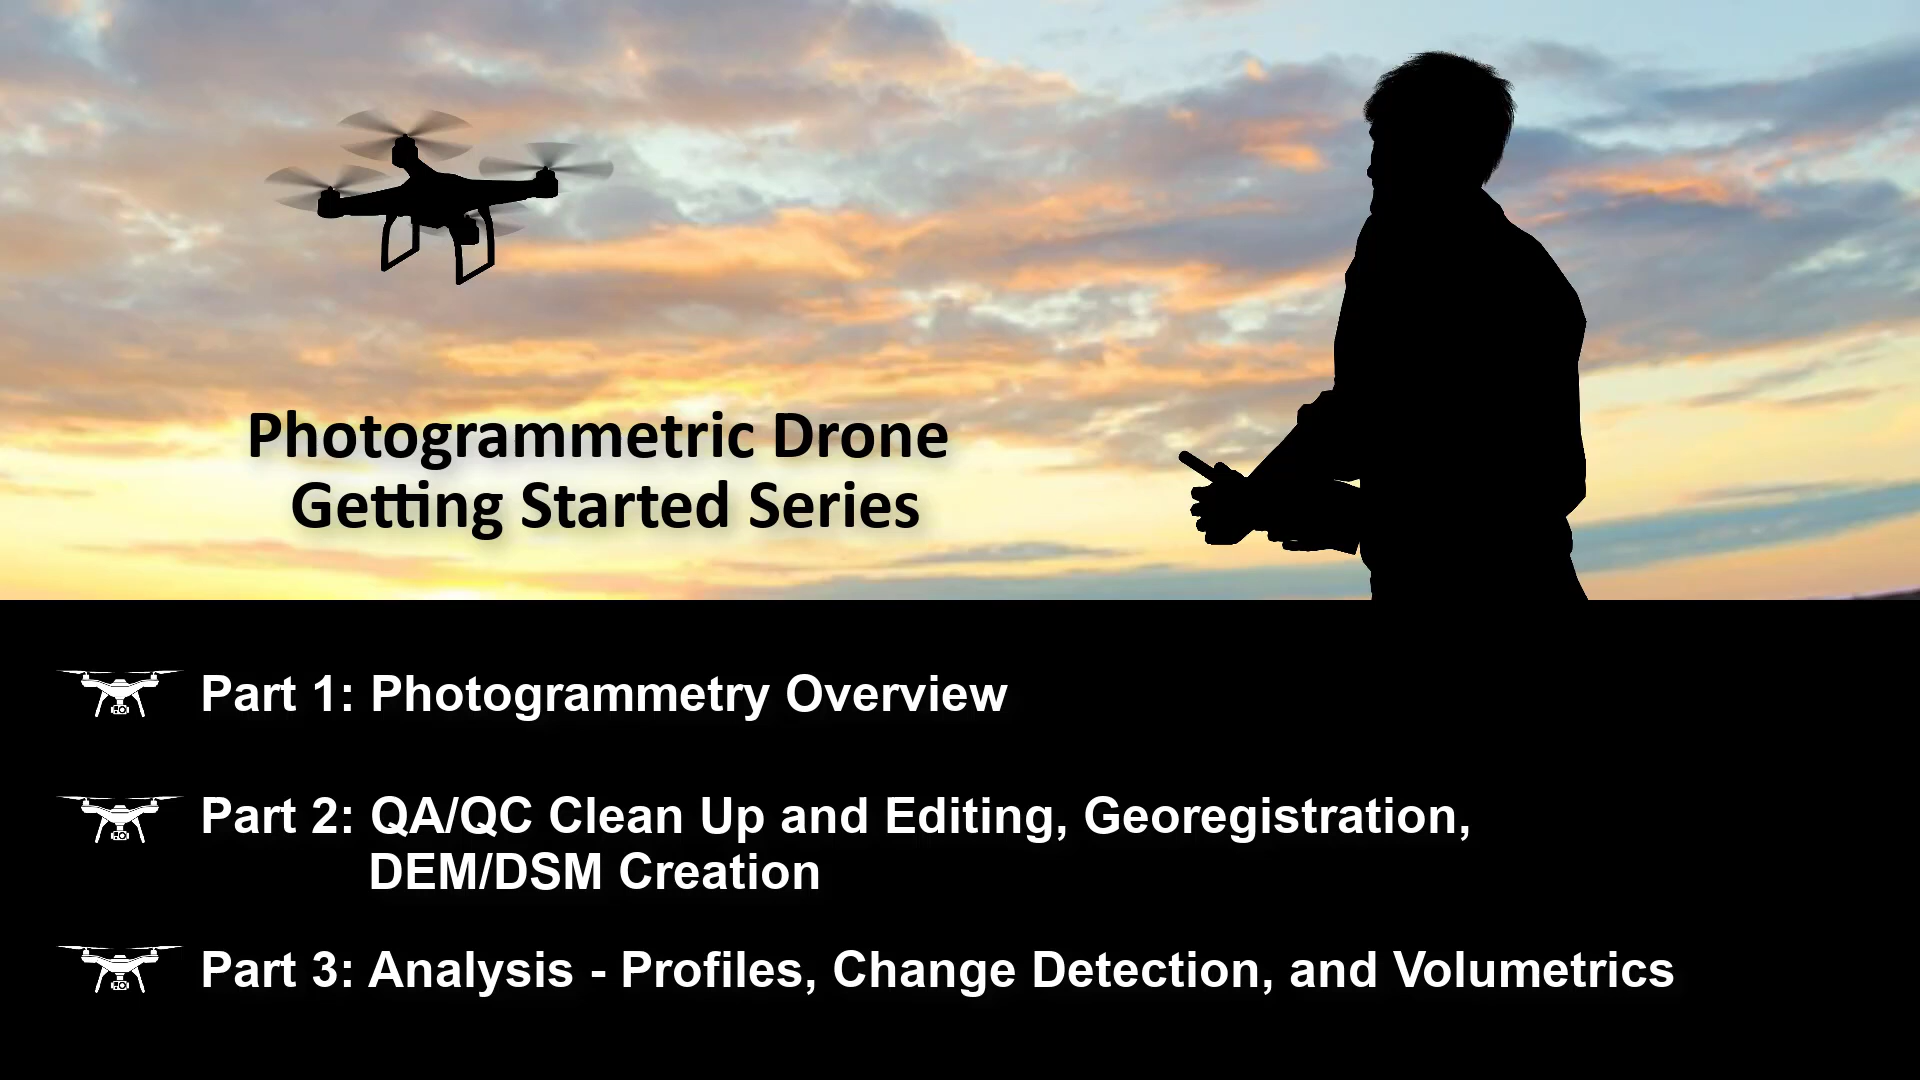 Photogrammetric Drone
Getting Started Series
Part 1: Photogrammetry Overview
Part 2: QA/QC Clean Up and Editing, Georegistration,
DEM/DSM Creation
Part 3: Analysis - Profiles, Change Detection, and Volumetrics